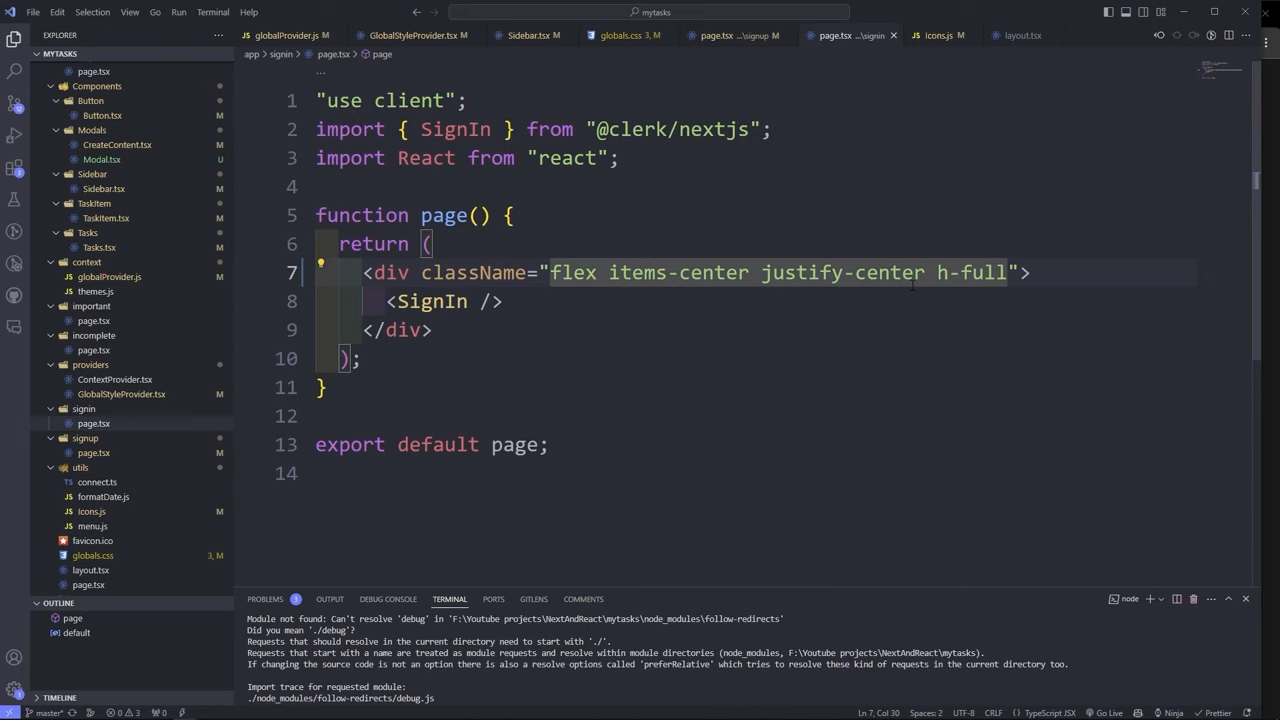 File Edit Selection View Go Run Terminal Help
mytasks
EXPLORER
globalProvider.js M
GlobalStyleProvider.tsx M
Sidebar.tsx M
globals.css 3, M
page.tsx ...\signup M
page.tsx ...\signin
Icons.js M
layout.tsx
MYTASKS
app > signin > page.tsx > page
page.tsx M
Components
Button
Button.tsx M
Modals
CreateContent.tsx M
Modal.tsx U
Sidebar
Sidebar.tsx M
TaskItem
TaskItem.tsx M
Tasks
Tasks.tsx M
context
globalProvider.js M
themes.js M
important
page.tsx M
incomplete
page.tsx M
providers
ContextProvider.tsx
GlobalStyleProvider.tsx M
signin
page.tsx
signup
page.tsx M
utils
connect.ts
formatDate.js
Icons.js M
menu.js
favicon.ico
globals.css 3, M
layout.tsx
page.tsx
OUTLINE
page
default
TIMELINE
...
1 "use client";
2 import { SignIn } from "@clerk/nextjs";
3 import React from "react";
4
5 function page() {
6 return (
7 <div className="flex items-center justify-center h-full">
8 <SignIn />
9 </div>
10 );
11 }
12
13 export default page;
14
PROBLEMS 3 OUTPUT DEBUG CONSOLE TERMINAL PORTS GITLENS COMMENTS
node
Module not found: Can't resolve 'debug' in 'F:\Youtube projects\NextAndReact\mytasks\node_modules\follow-redirects'
Did you mean './debug'?
Requests that should resolve in the current directory need to start with './'.
Requests that start with a name are treated as module requests and resolve within module directories (node_modules, F:\Youtube projects\NextAndReact\mytasks).
If changing the source code is not an option there is also a resolve options called 'preferRelative' which tries to resolve these kind of requests in the current directory too.
Import trace for requested module:
./node_modules/follow-redirects/debug.js
master* 0 3 0 Ln 7, Col 30 Spaces: 2 UTF-8 CRLF TypeScript JSX Go Live Ninja Prettier